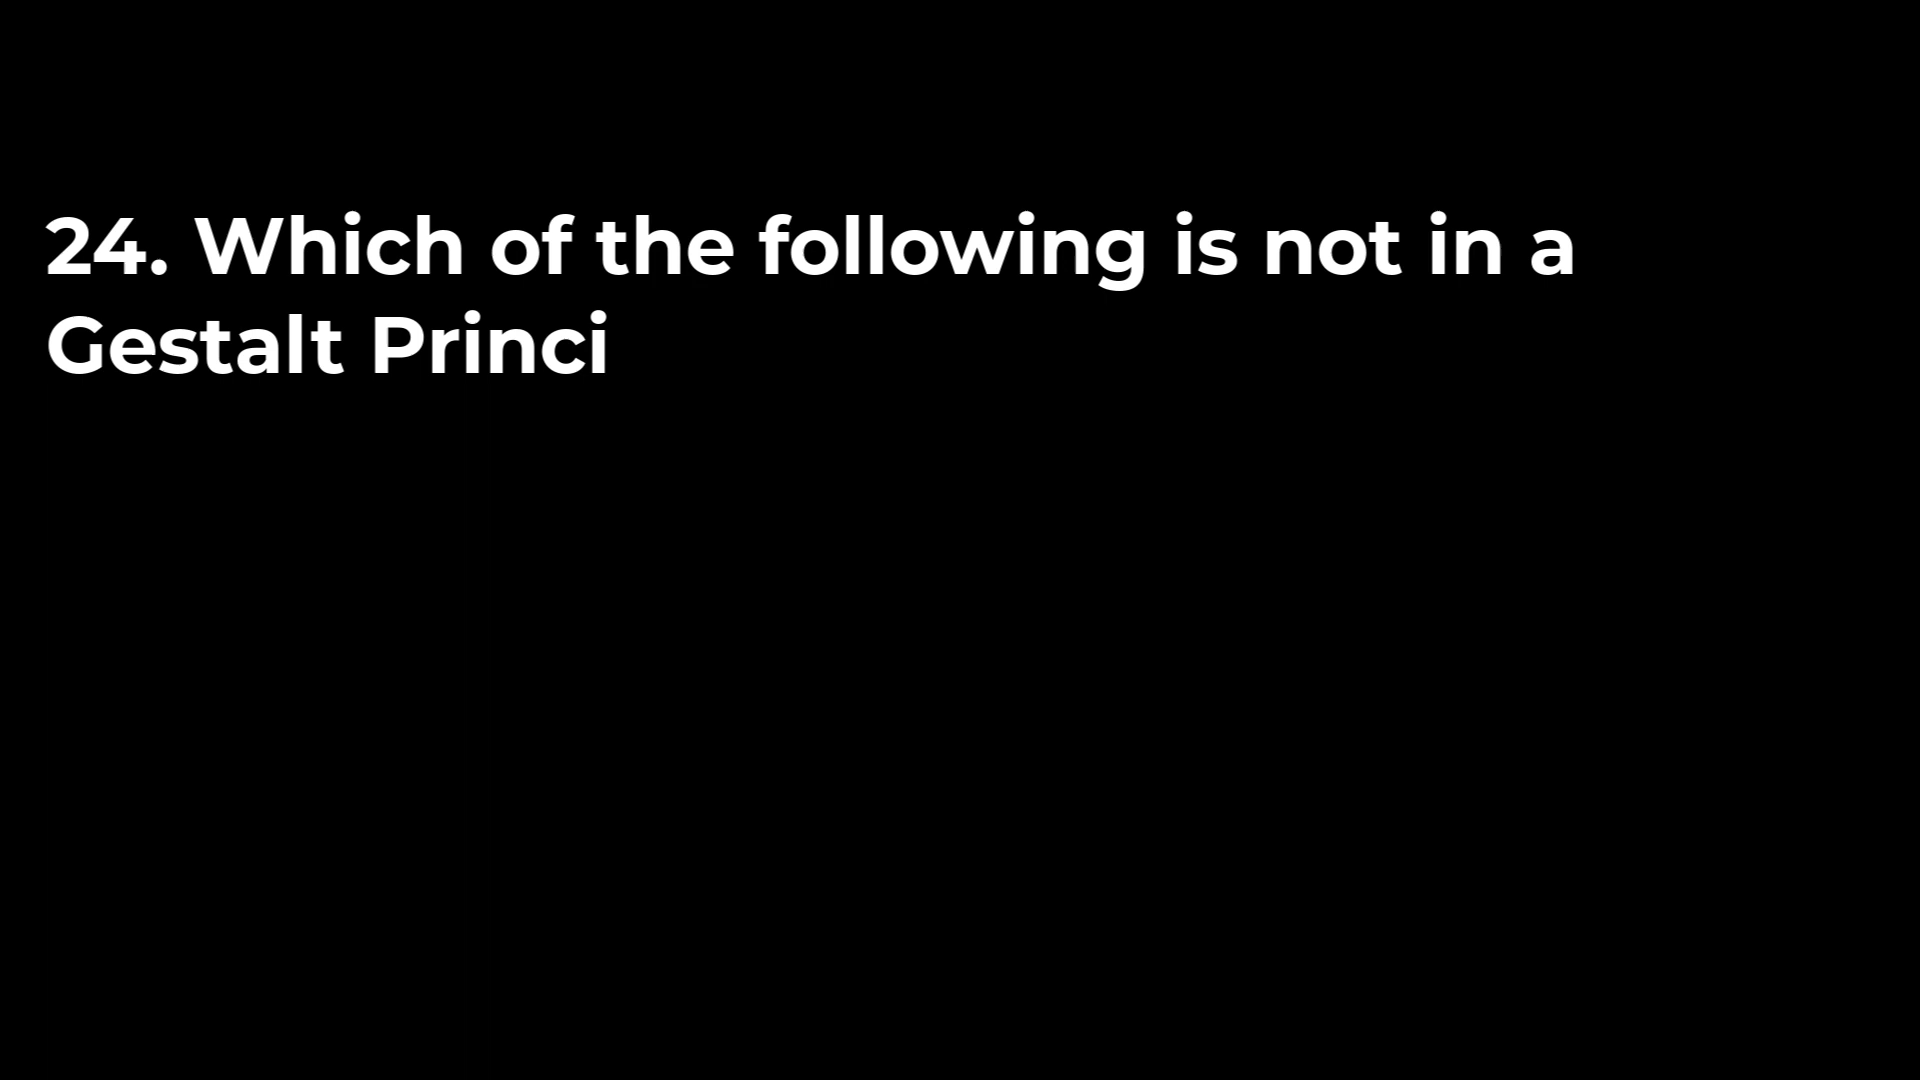 24. Which of the following is not in a
Gestalt Princi